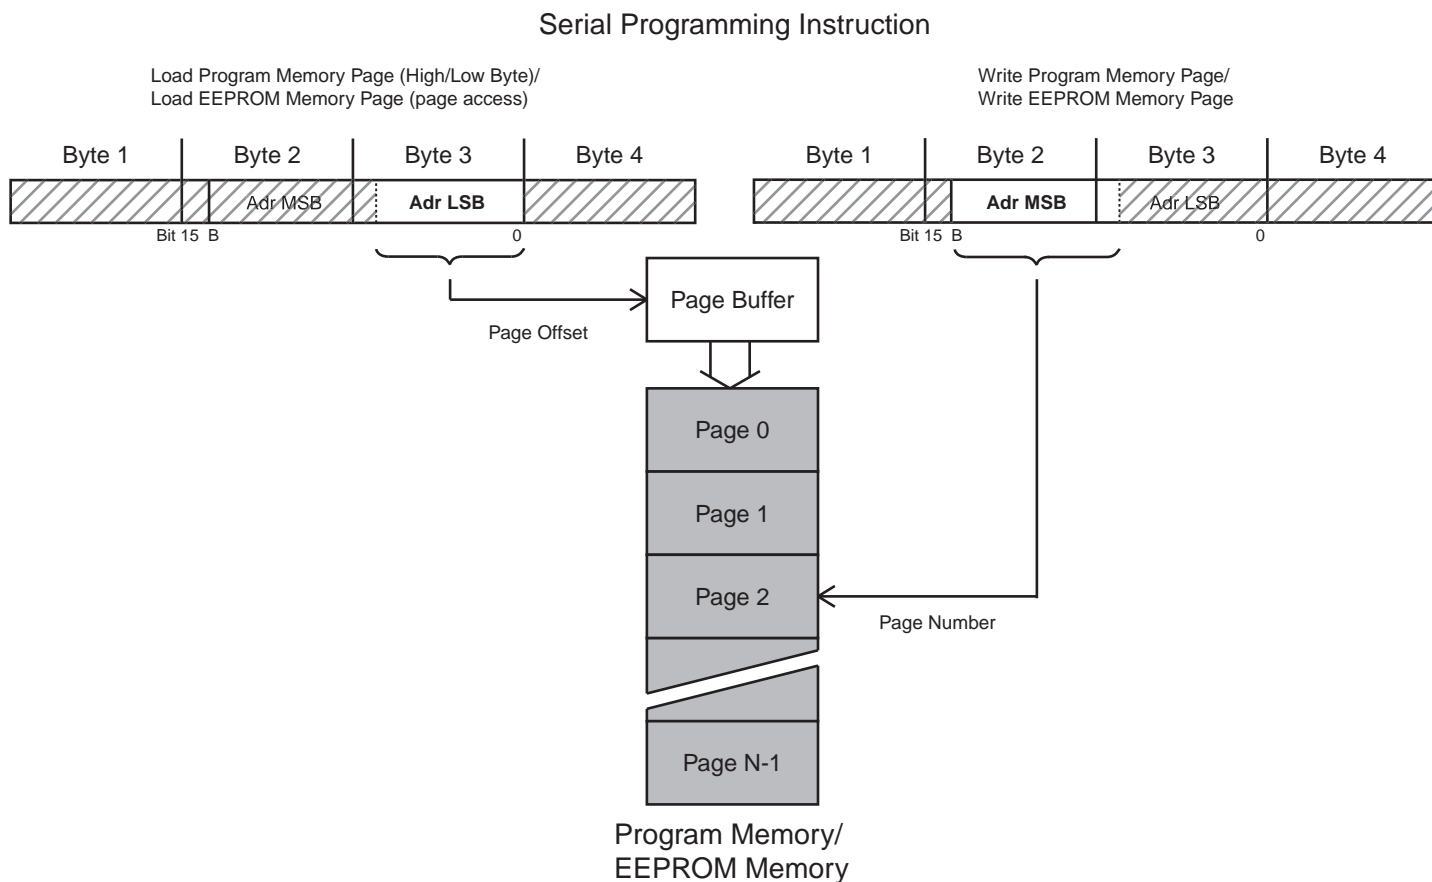 Serial Programming Instruction
Load Program Memory Page (High/Low Byte)/
Load EEPROM Memory Page (page access)
Write Program Memory Page/
Write EEPROM Memory Page
Byte 1 Byte 2 Byte 3 Byte 4
Byte 1 Byte 2 Byte 3 Byte 4
Adr MSB Adr LSB
Adr MSB Adr LSB
Bit 15 B 0
Bit 15 B 0
Page Buffer
Page Offset
Page 0
Page 1
Page 2
Page Number
Page N-1
Program Memory/
EEPROM Memory